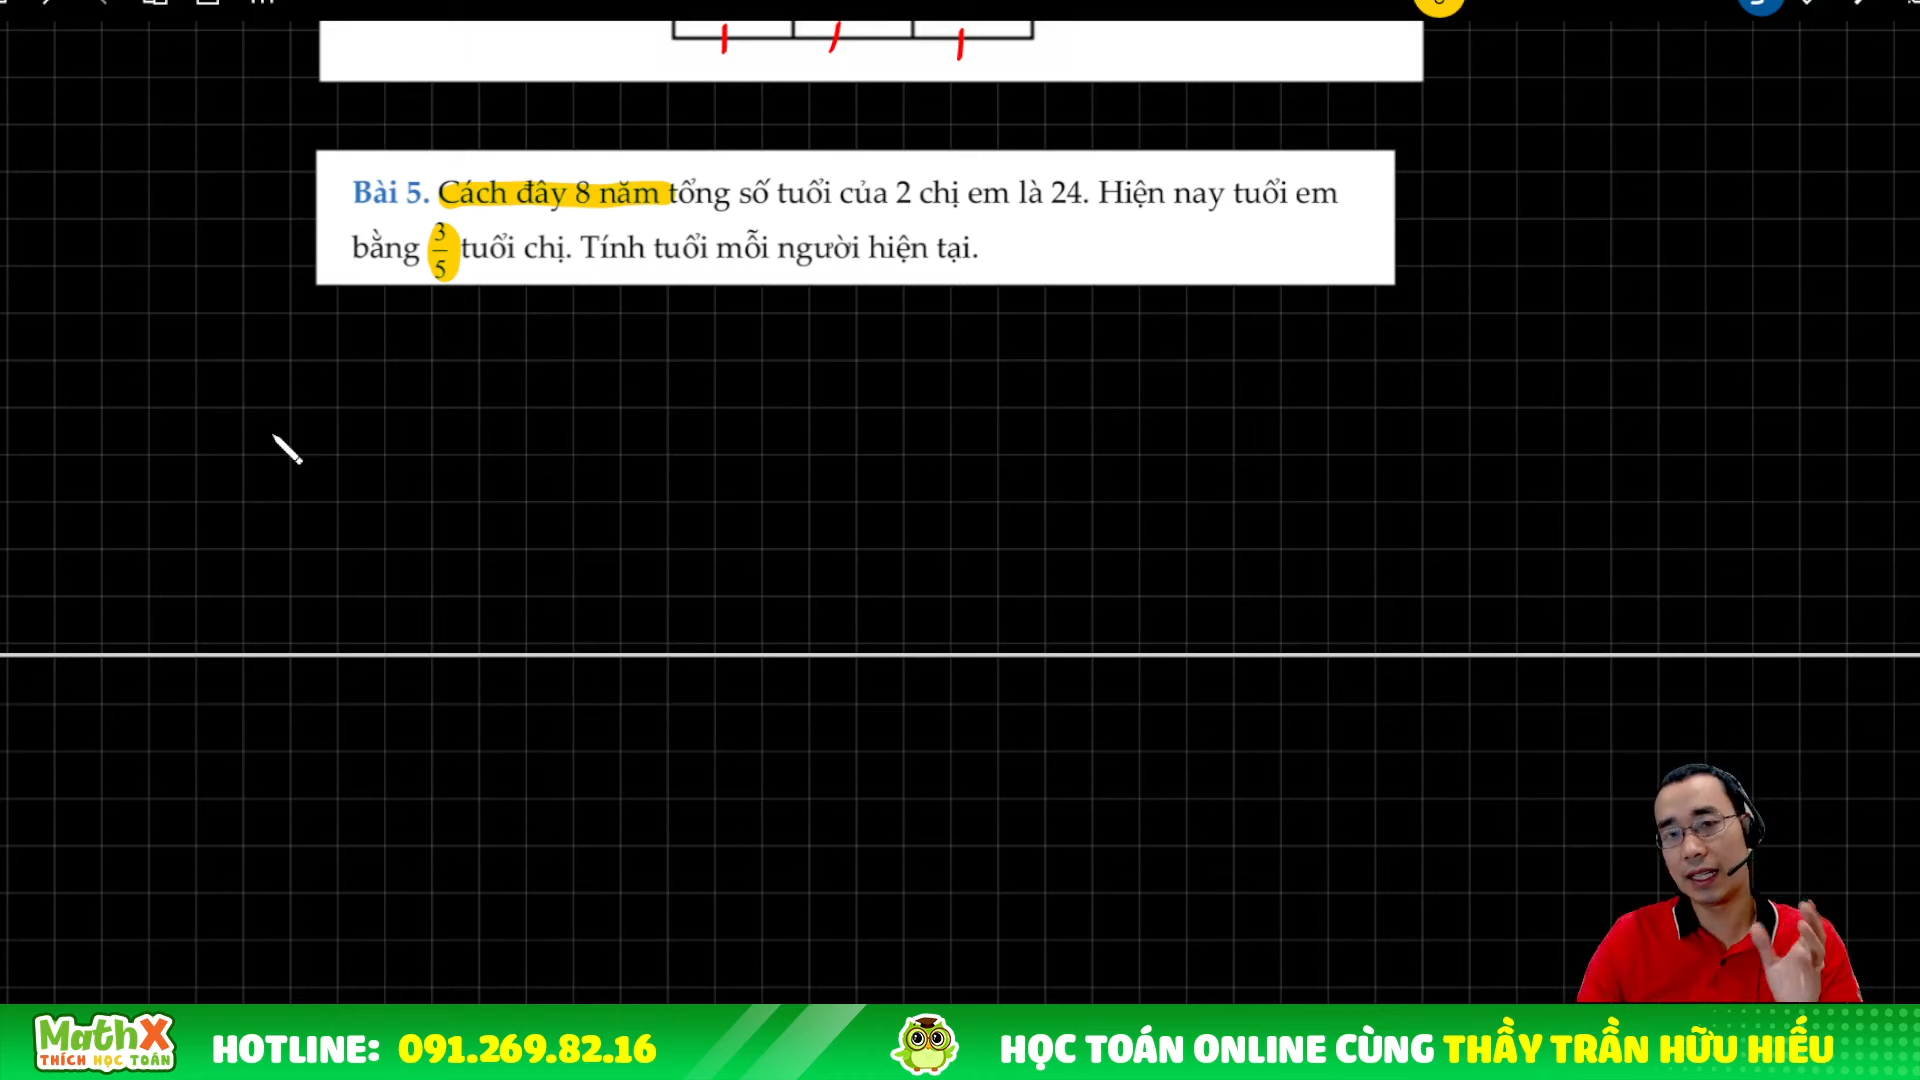 Bài 5. Cách đây 8 năm tổng số tuổi của 2 chị em là 24. Hiện nay tuổi em
bằng 3/5 tuổi chị. Tính tuổi mỗi người hiện tại.
MathX
THÍCH HỌC TOÁN
HOTLINE: 091.269.82.16
HỌC TOÁN ONLINE CÙNG THẦY TRẦN HỮU HIẾU